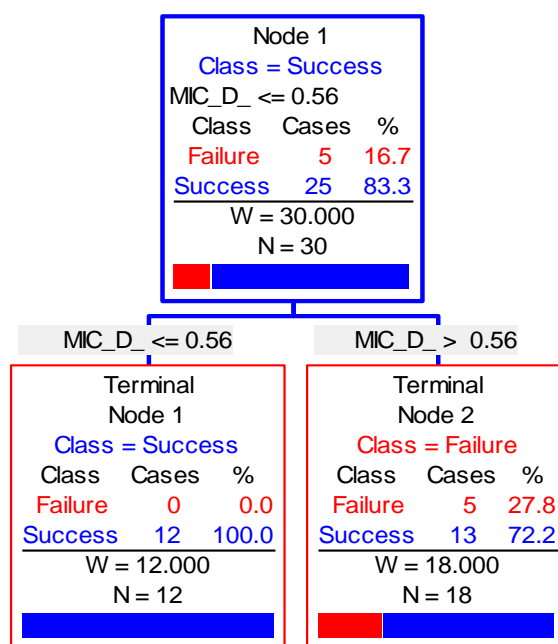 Node 1
Class = Success
MIC_D_ <= 0.56
Class Cases %
Failure 5 16.7
Success 25 83.3
W = 30.000
N = 30
MIC_D_ <= 0.56
MIC_D_ > 0.56
Terminal
Node 1
Class = Success
Class Cases %
Failure 0 0.0
Success 12 100.0
W = 12.000
N = 12
Terminal
Node 2
Class = Failure
Class Cases %
Failure 5 27.8
Success 13 72.2
W = 18.000
N = 18